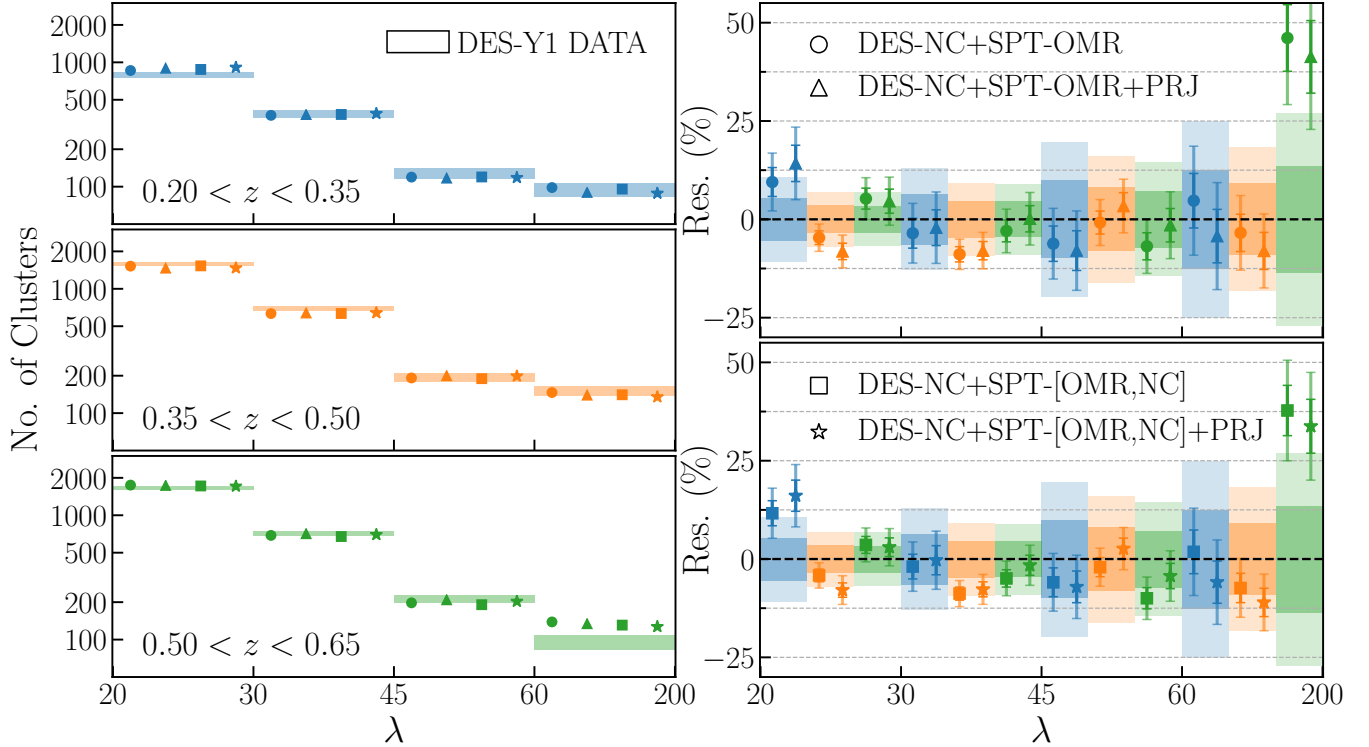 No. of Clusters
2000
1000
500
200
100
DES-Y1 DATA
0.20 < z < 0.35
2000
1000
500
200
100
0.35 < z < 0.50
2000
1000
500
200
100
0.50 < z < 0.65
20 30 45 60 200
λ
Res. (%)
50
25
0
−25
DES-NC+SPT-OMR
DES-NC+SPT-OMR+PRJ
Res. (%)
50
25
0
−25
DES-NC+SPT-[OMR,NC]
DES-NC+SPT-[OMR,NC]+PRJ
20 30 45 60 200
λ